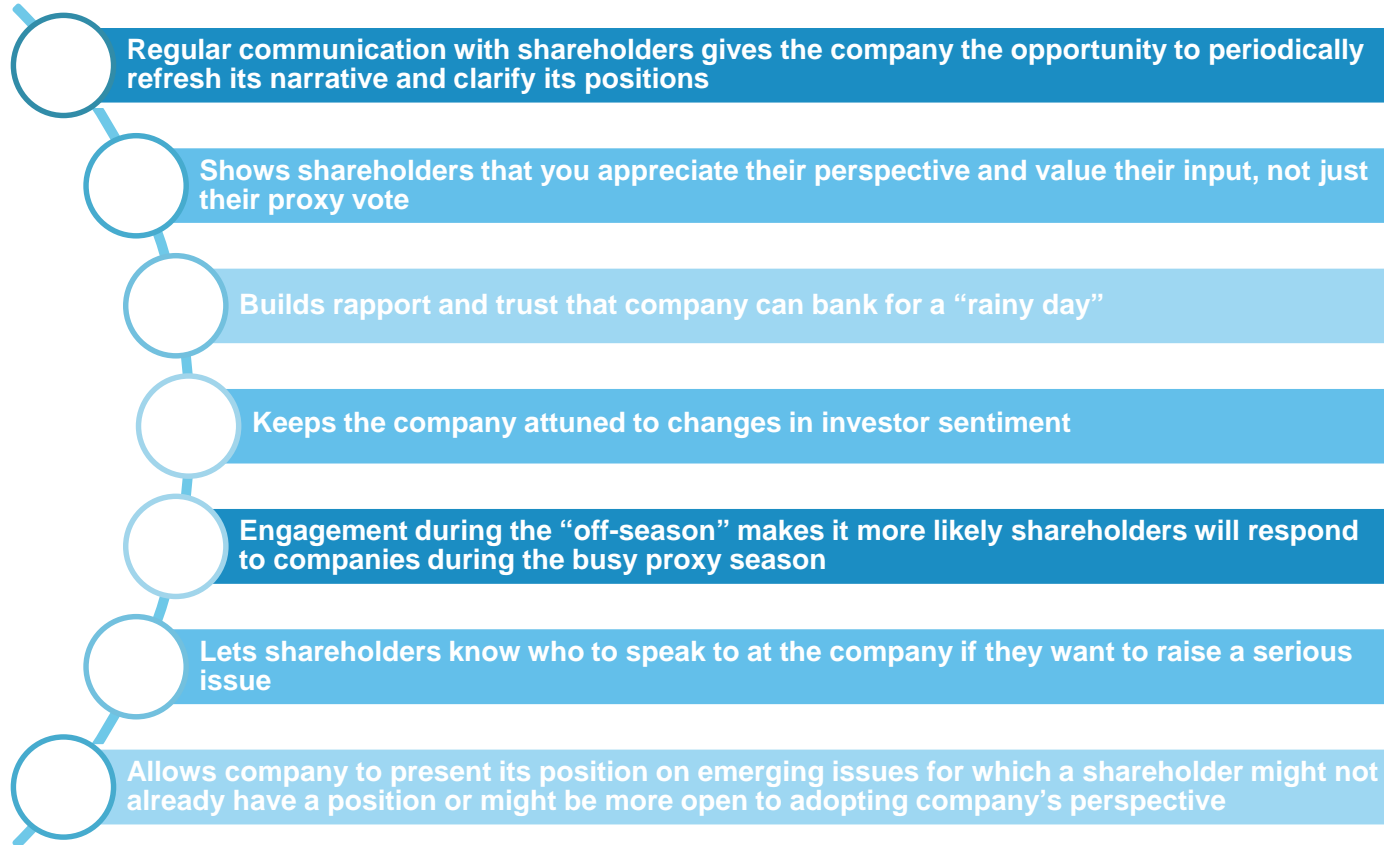 Regular communication with shareholders gives the company the opportunity to periodically
refresh its narrative and clarify its positions
Shows shareholders that you appreciate their perspective and value their input, not just
their proxy vote
Builds rapport and trust that company can bank for a “rainy day”
Keeps the company attuned to changes in investor sentiment
Engagement during the “off-season” makes it more likely shareholders will respond
to companies during the busy proxy season
Lets shareholders know who to speak to at the company if they want to raise a serious
issue
Allows company to present its position on emerging issues for which a shareholder might not
already have a position or might be more open to adopting company’s perspective